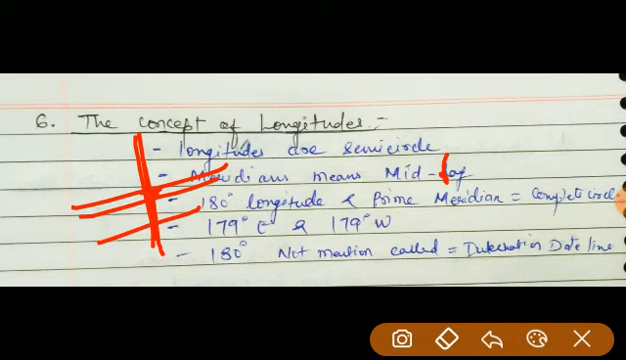 6. The concept of Longitudes :-
- longitudes are semicircle
- Meridians means Mid-day
- 180° longitude & Prime Meridian = Complete circle
- 179° E & 179° W
- 180° Not mention called = Date line